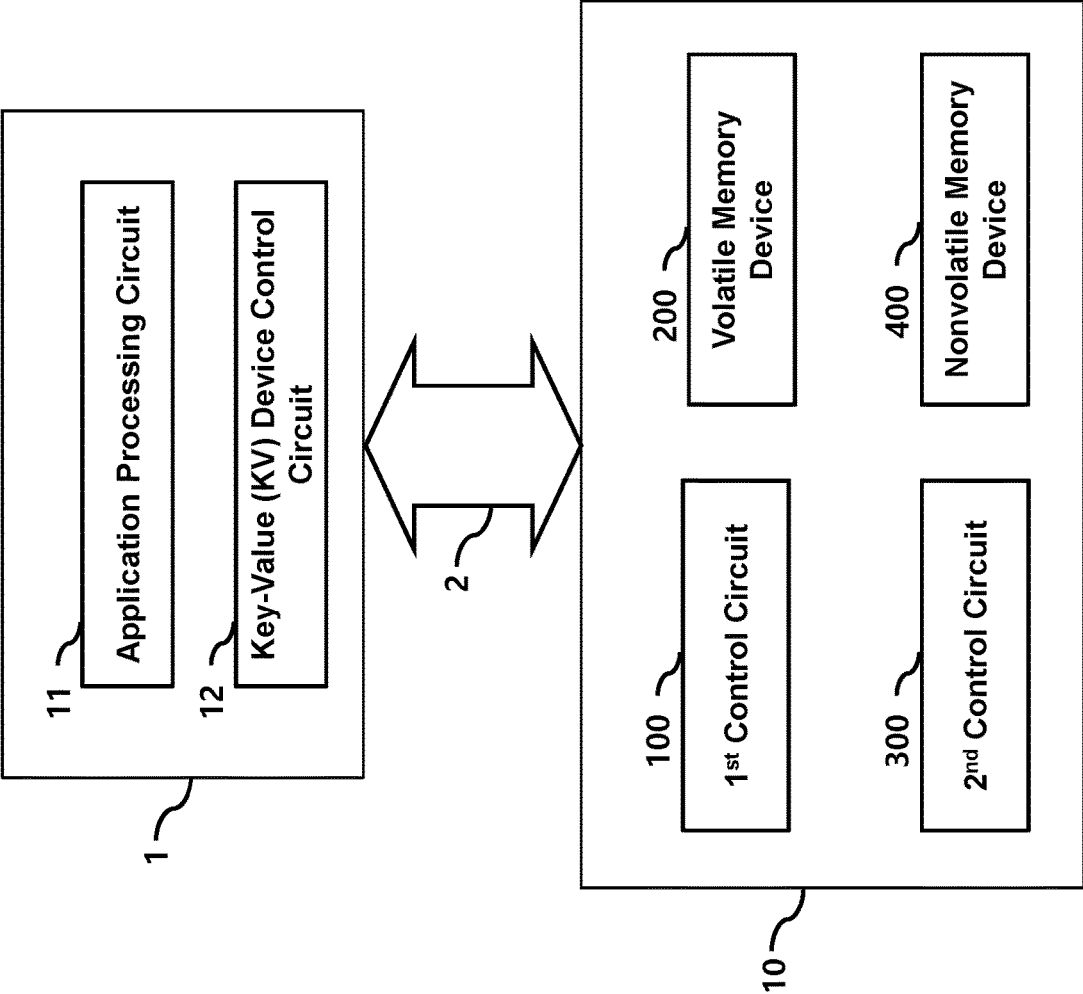 1
11
Application Processing Circuit
12
Key-Value (KV) Device Control
Circuit
2
10
100
1st Control Circuit
200
Volatile Memory
Device
300
2nd Control Circuit
400
Nonvolatile Memory
Device